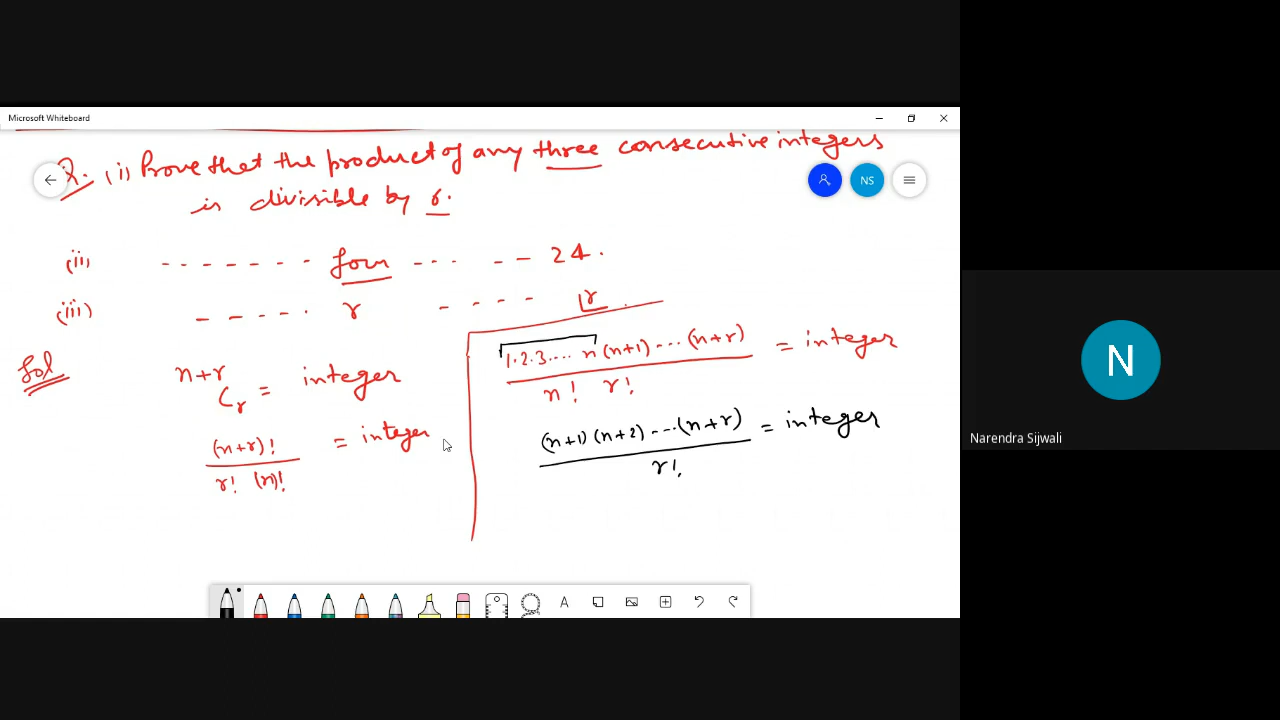 Microsoft Whiteboard
Q. (i) Prove that the product of any three consecutive integers
is divisible by 6.
NS
(ii) - - - - - - - four - - - - - 24.
(iii) - - - - - r - - - - |r .
Sol
n+r
Cr = integer
(n+r)!
= integer
r! (n)!
1.2.3.... n (n+1) ... (n+r)
= integer
n! r!
(n+1) (n+2) ... (n+r)
= integer
r!
N
Narendra Sijwali
A